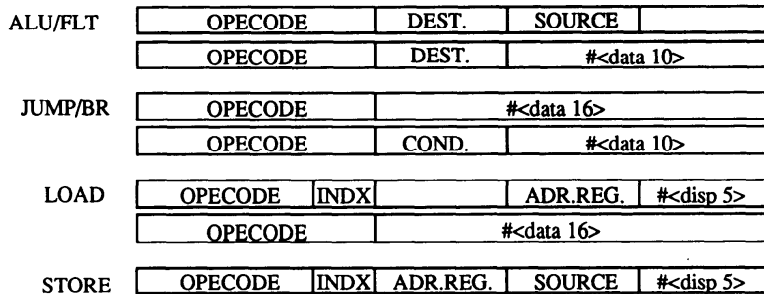 ALU/FLT OPECODE DEST. SOURCE
OPECODE DEST. #<data 10>
JUMP/BR OPECODE #<data 16>
OPECODE COND. #<data 10>
LOAD OPECODE INDX ADR.REG. #<disp 5>
OPECODE #<data 16>
STORE OPECODE INDX ADR.REG. SOURCE #<disp 5>